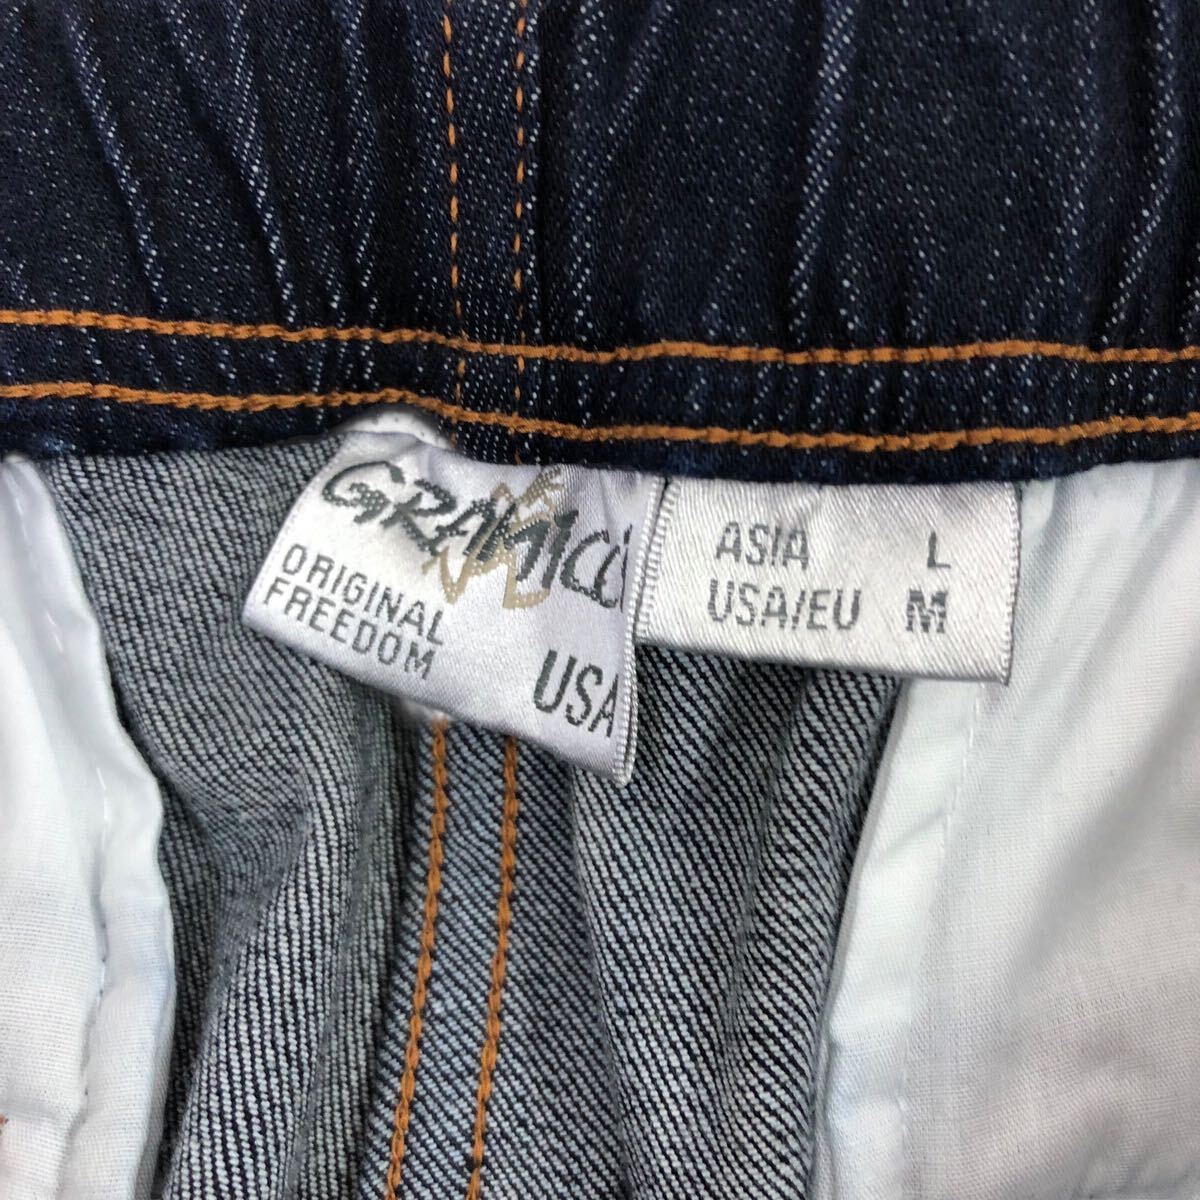 GRAMICCI
ORIGINAL
FREEDOM
USA
ASIA L
USA/EU M